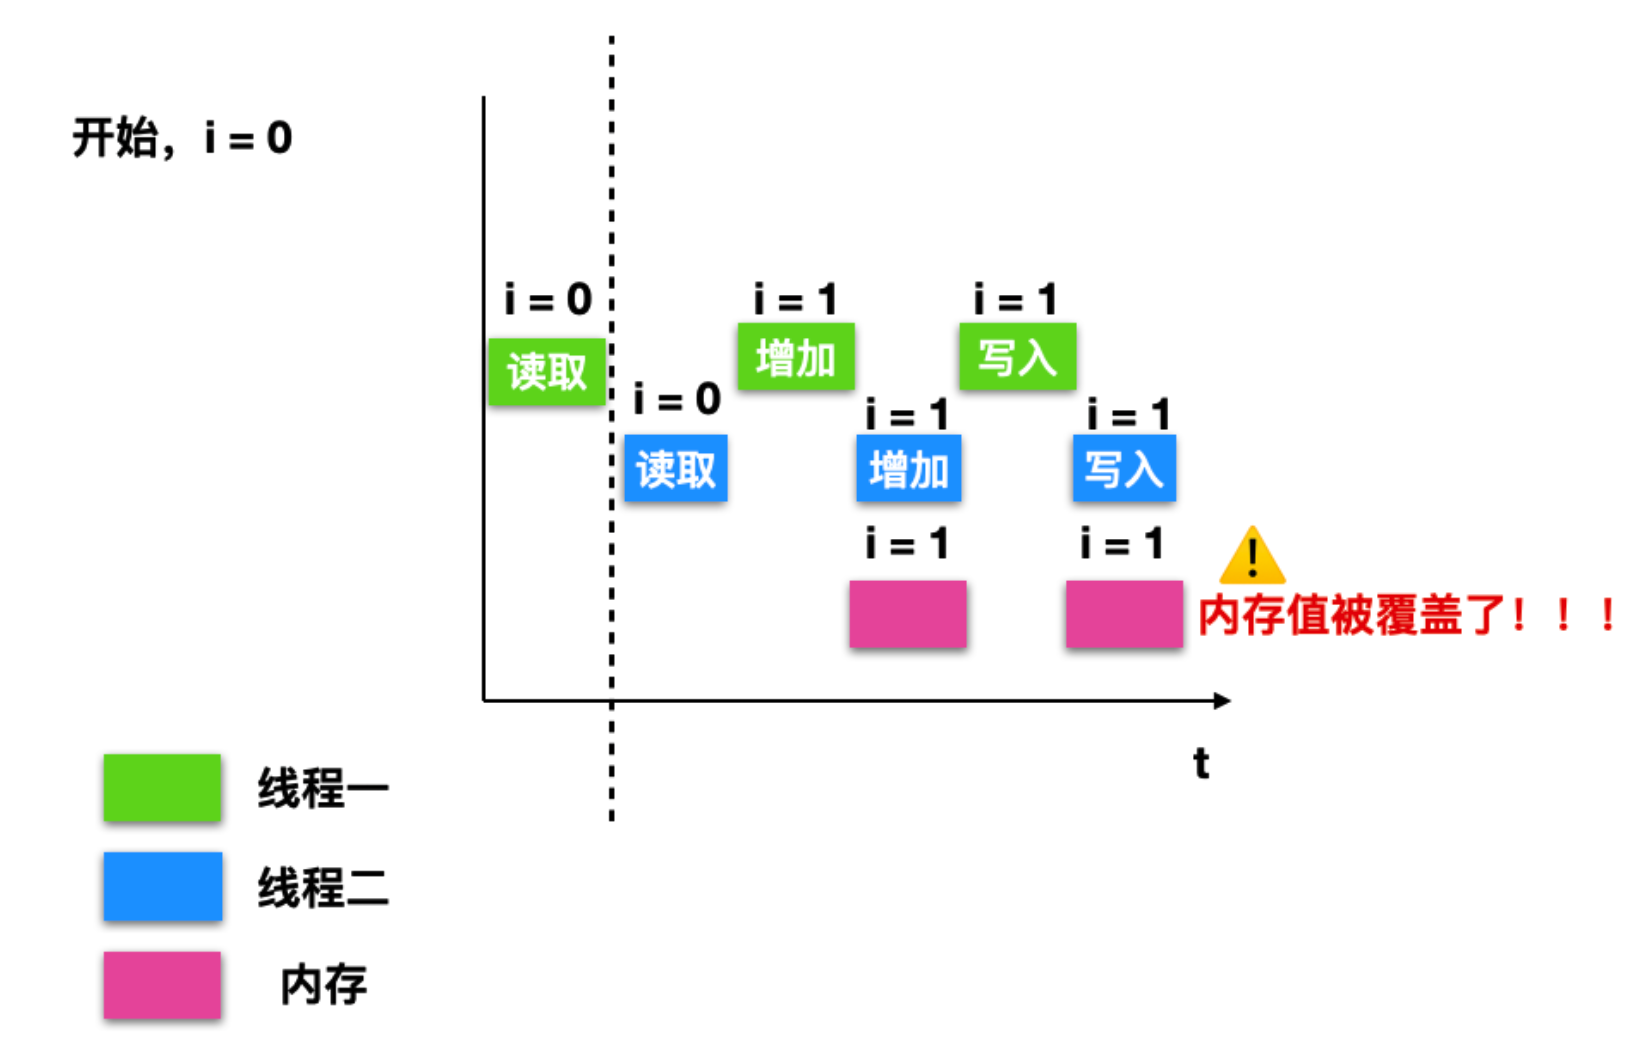 开始，i = 0
i = 0
i = 1
i = 1
读取
增加
写入
i = 0
i = 1
i = 1
读取
增加
写入
i = 1
i = 1
内存值被覆盖了！！！
t
线程一
线程二
内存